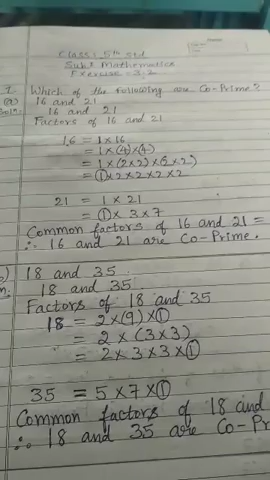 Class: 5th Std
Sub: Mathematics
Exercise = 3.2
1. Which of the following are Co-Prime?
(a) 16 and 21
Soln. 16 and 21
Factors of 16 and 21
16 = 1 × 16
= 1 × (4) × (4)
= 1 × (2 × 2) × (2 × 2)
= 1 × 2 × 2 × 2 × 2
21 = 1 × 21
= 1 × 3 × 7
Common factors of 16 and 21 =
∴ 16 and 21 are Co-Prime.
b) 18 and 35
18 and 35.
Factors of 18 and 35
18 = 2 × (9) × 1
= 2 × (3 × 3)
= 2 × 3 × 3 × 1
35 = 5 × 7 × 1
Common factors of 18 and
∴ 18 and 35 are Co-Pr